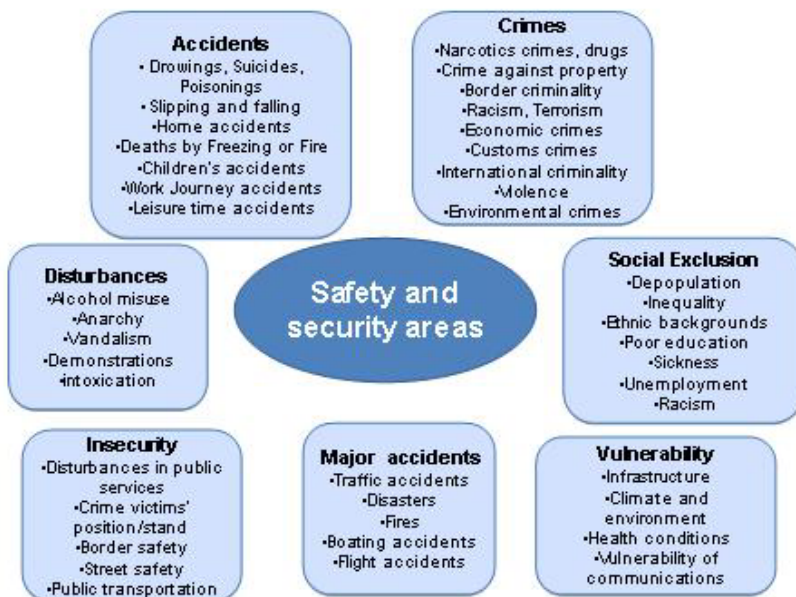 Accidents
• Drowings, Suicides,
Poisonings
•Slipping and falling
•Home accidents
•Deaths by Freezing or Fire
•Children's accidents
•Work Journey accidents
•Leisure time accidents
Crimes
•Narcotics crimes, drugs
•Crime against property
•Border criminality
•Racism, Terrorism
•Economic crimes
•Customs crimes
•International criminality
•Violence
•Environmental crimes
Disturbances
•Alcohol misuse
•Anarchy
•Vandalism
•Demonstrations
•intoxication
Safety and
security areas
Social Exclusion
•Depopulation
•Inequality
•Ethnic backgrounds
•Poor education
•Sickness
•Unemployment
•Racism
Insecurity
•Disturbances in public
services
•Crime victims'
position/stand
•Border safety
•Street safety
•Public transportation
Major accidents
•Traffic accidents
•Disasters
•Fires
•Boating accidents
•Flight accidents
Vulnerability
•Infrastructure
•Climate and
environment
•Health conditions
•Vulnerability of
communications